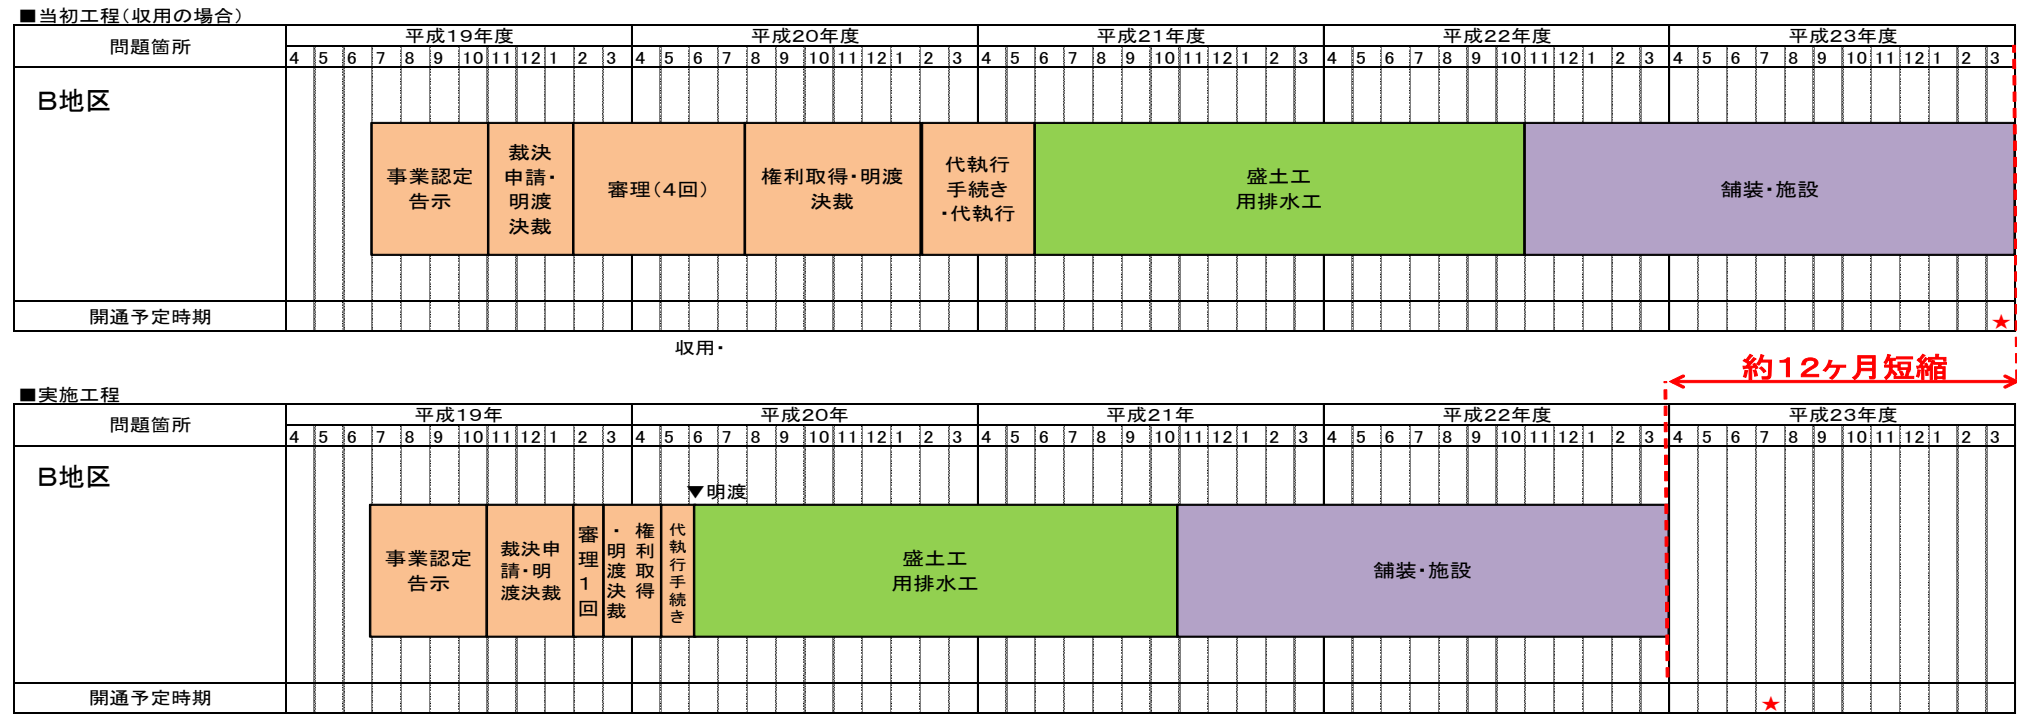 ■当初工程(収用の場合)
問題箇所
平成19年度 平成20年度 平成21年度 平成22年度 平成23年度
4 5 6 7 8 9 10 11 12 1 2 3 4 5 6 7 8 9 10 11 12 1 2 3 4 5 6 7 8 9 10 11 12 1 2 3 4 5 6 7 8 9 10 11 12 1 2 3 4 5 6 7 8 9 10 11 12 1 2 3
B地区
事業認定
告示
裁決
申請・
明渡
決裁
審理(4回)
権利取得・明渡
決裁
代執行
手続き
・代執行
盛土工
用排水工
舗装・施設
開通予定時期
★
収用・
約12ヶ月短縮
■実施工程
問題箇所
平成19年 平成20年 平成21年 平成22年度 平成23年度
4 5 6 7 8 9 10 11 12 1 2 3 4 5 6 7 8 9 10 11 12 1 2 3 4 5 6 7 8 9 10 11 12 1 2 3 4 5 6 7 8 9 10 11 12 1 2 3 4 5 6 7 8 9 10 11 12 1 2 3
B地区
▼明渡
事業認定
告示
裁決申
請・明
渡決裁
審理1回
権利取得
・明渡決裁
代執行手続き
盛土工
用排水工
舗装・施設
開通予定時期
★